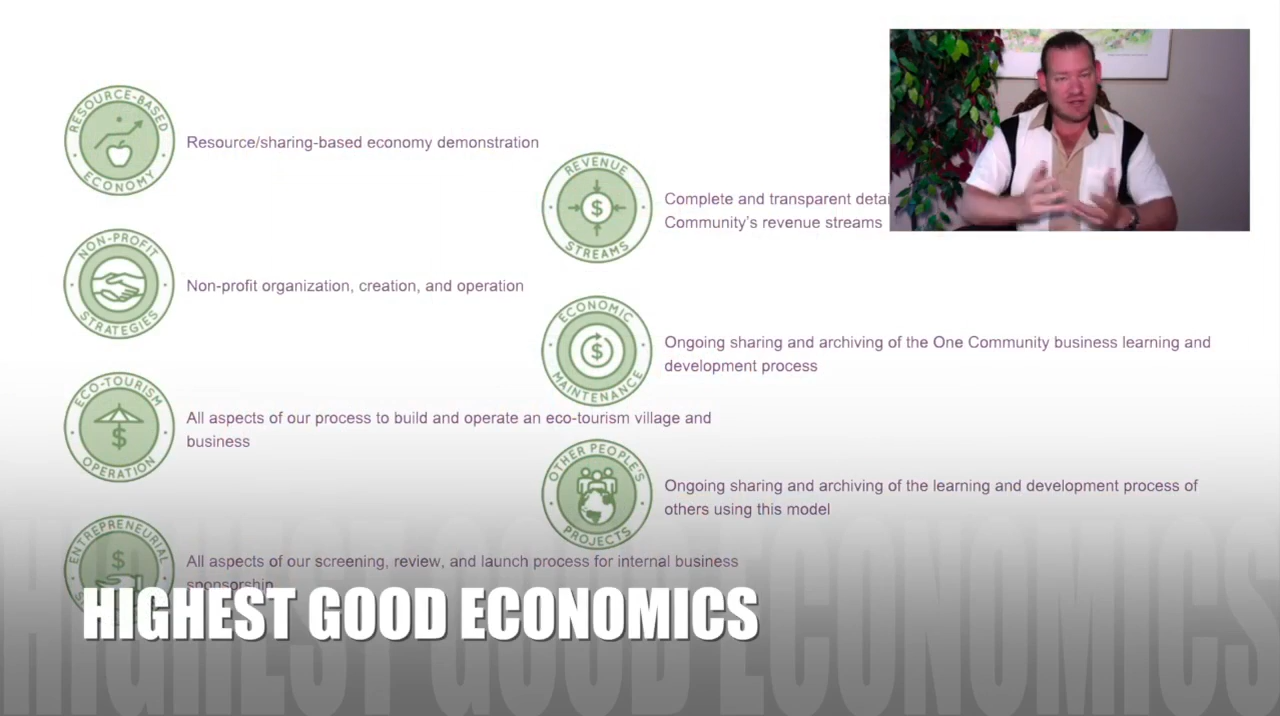 RESOURCE-BASED
ECONOMY
Resource/sharing-based economy demonstration
NON-PROFIT
STRATEGIES
Non-profit organization, creation, and operation
ECO-TOURISM
OPERATION
All aspects of our process to build and operate an eco-tourism village and
business
ENTREPRENEURIAL
All aspects of our screening, review, and launch process for internal business
sponsorship
REVENUE
STREAMS
Complete and transparent
Community's revenue streams
ECONOMIC
MAINTENANCE
Ongoing sharing and archiving of the One Community business learning and
development process
OTHER PEOPLE'S
PROJECTS
Ongoing sharing and archiving of the learning and development process of
others using this model
HIGHEST GOOD ECONOMICS
HIGHEST GOOD ECONOMICS